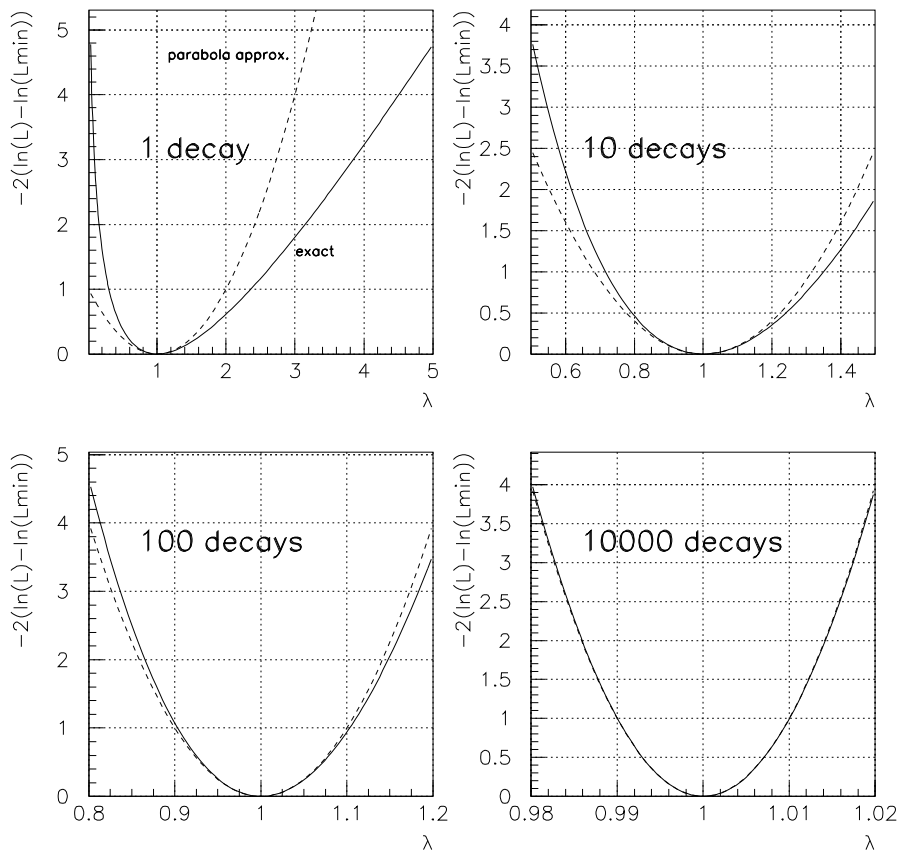 -2(ln(L)-ln(Lmin))
5
4
3
2
1
0
parabola approx.
1 decay
exact
1 2 3 4 5
λ
-2(ln(L)-ln(Lmin))
4
3.5
3
2.5
2
1.5
1
0.5
0
10 decays
0.6 0.8 1 1.2 1.4
λ
-2(ln(L)-ln(Lmin))
5
4
3
2
1
0
100 decays
0.8 0.9 1 1.1 1.2
λ
-2(ln(L)-ln(Lmin))
4
3.5
3
2.5
2
1.5
1
0.5
0
10000 decays
0.98 0.99 1 1.01 1.02
λ